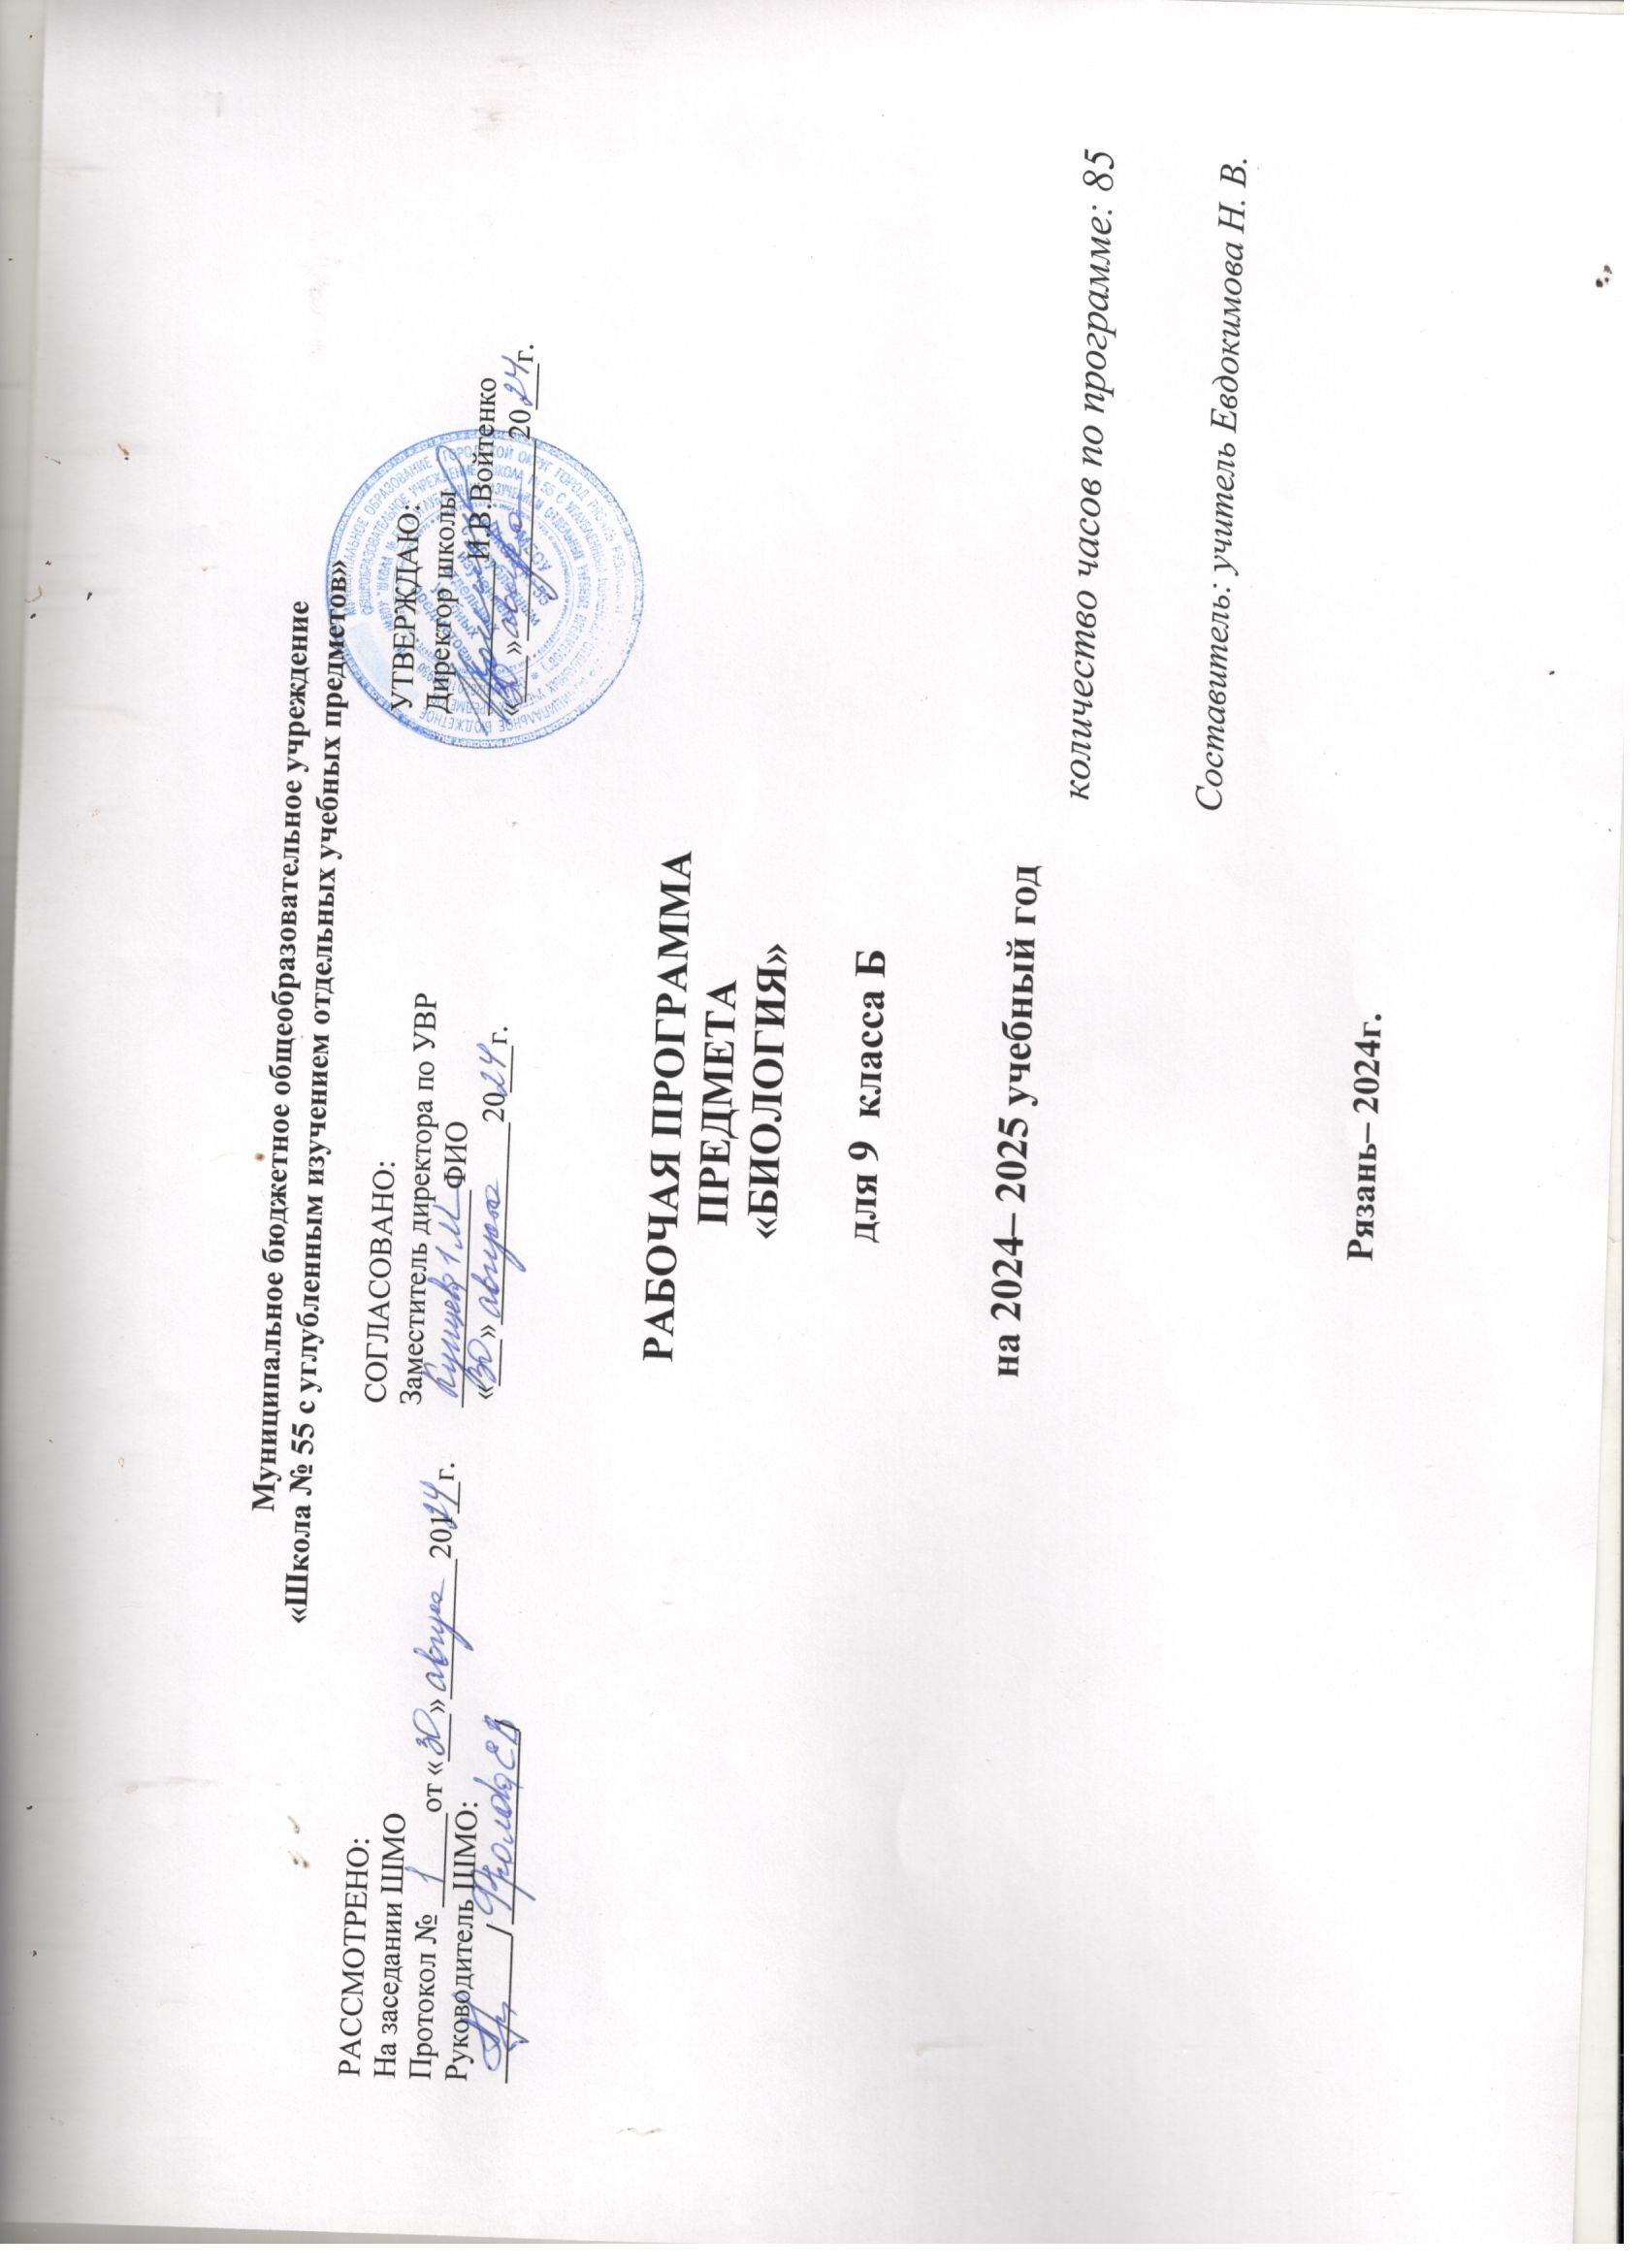 Муниципальное бюджетное общеобразовательное учреждение
«Школа № 55 с углубленным изучением отдельных учебных предметов»
РАССМОТРЕНО:
На заседании ШМО
Протокол № 1 от «30» августа 2024 г.
Руководитель ШМО:
/ Фролова Е В /
СОГЛАСОВАНО:
Заместитель директора по УВР
ФИО
«30» августа 2024 г.
УТВЕРЖДАЮ:
Директор школы
И.В.Войтенко
«30» августа 2024 г.
РАБОЧАЯ ПРОГРАММА
ПРЕДМЕТА
«БИОЛОГИЯ»
для 9 класса Б
на 2024– 2025 учебный год
количество часов по программе: 85
Составитель: учитель Евдокимова Н. В.
Рязань– 2024г.